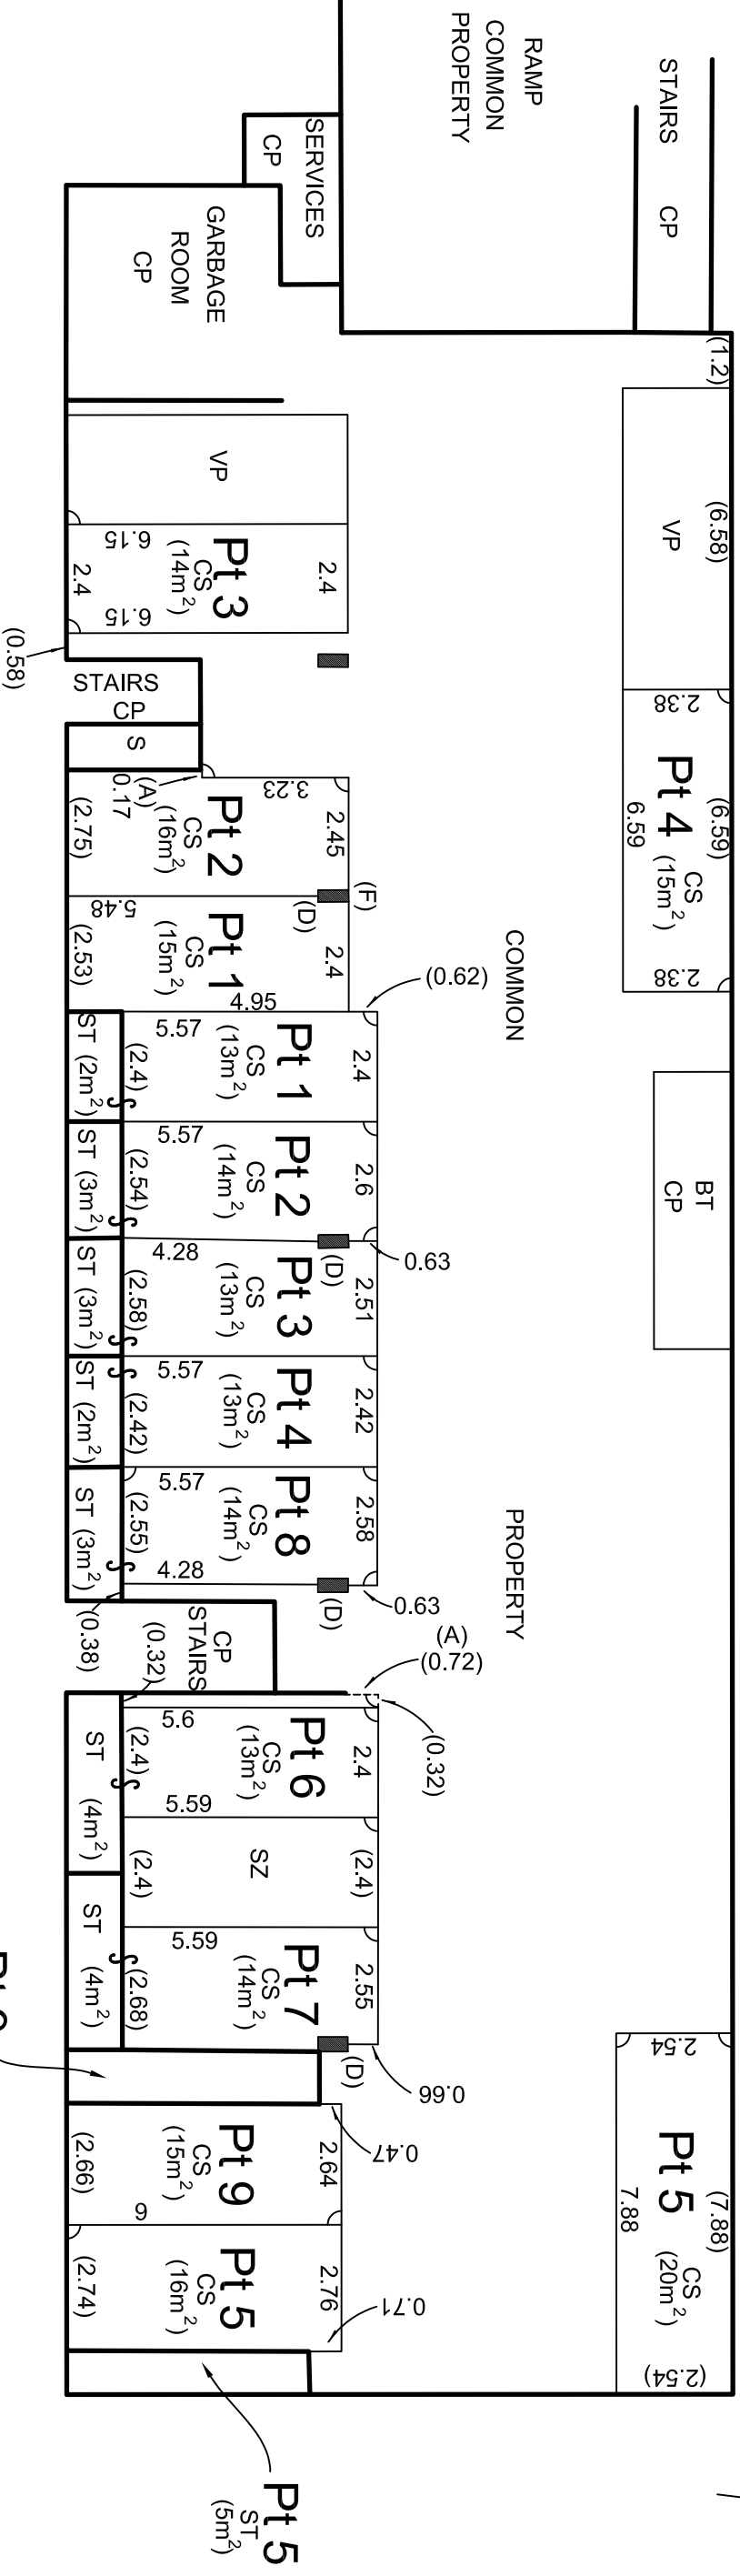 RAMP
COMMON
PROPERTY
STAIRS CP
SERVICES
CP
GARBAGE
ROOM
CP
(1.2)
VP
(6.58)
VP
6.15
Pt 3
CS
(14m²)
2.4
2.4
6.15
(0.58)
STAIRS
CP
S
2.38
Pt 4
CS
(15m²)
(6.59)
6.59
2.38
(A)
0.17
3.23
Pt 2
CS
(16m²)
2.45
(2.75)
(F)
(D)
5.48
Pt 1
CS
(15m²)
2.4
(2.53)
4.95
(0.62)
COMMON
5.57
Pt 1
CS
(13m²)
2.4
(2.4)
ST (2m²)
BT
CP
5.57
Pt 2
CS
(14m²)
2.6
(2.54)
ST (3m²)
0.63
(D)
4.28
Pt 3
CS
(13m²)
2.51
(2.58)
ST (3m²)
5.57
Pt 4
CS
(13m²)
2.42
(2.42)
ST (2m²)
5.57
Pt 8
CS
(14m²)
2.58
(2.55)
ST (3m²)
4.28
(D)
0.63
PROPERTY
(0.38)
CP
STAIRS
(0.32)
(A)
(0.72)
(0.32)
5.6
Pt 6
CS
(13m²)
2.4
(2.4)
ST (4m²)
5.59
SZ
(2.4)
(2.4)
5.59
Pt 7
CS
(14m²)
2.55
(2.68)
ST (4m²)
(D)
0.66
0.47
2.54
Pt 5
CS
(20m²)
(7.88)
7.88
(2.54)
Pt 9
CS
(15m²)
2.64
(2.66)
6
Pt 5
CS
(16m²)
2.76
(2.74)
0.71
Pt 5
ST
(5m²)